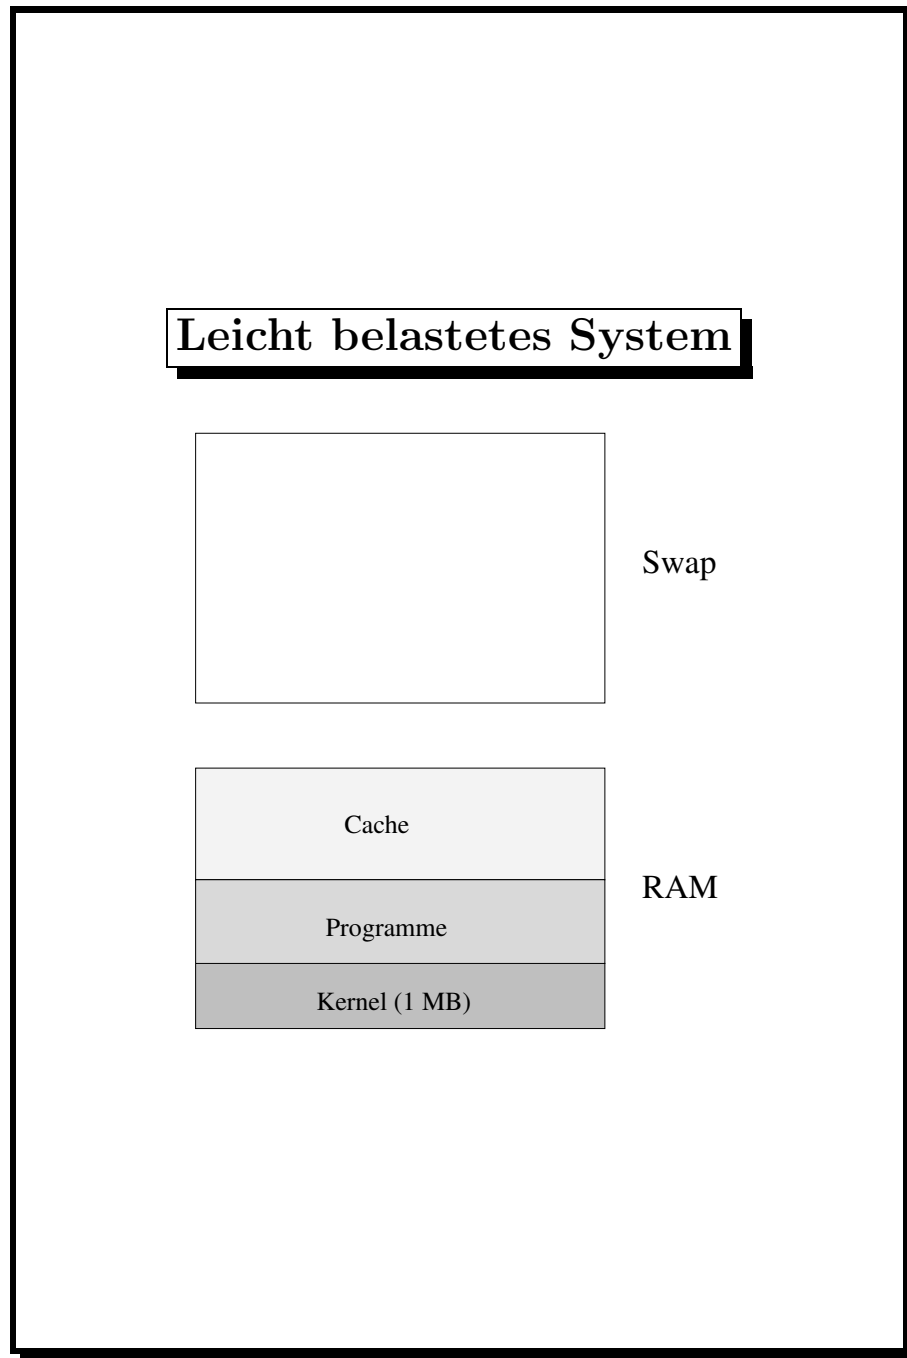 Leicht belastetes System
Swap
Cache
RAM
Programme
Kernel (1 MB)